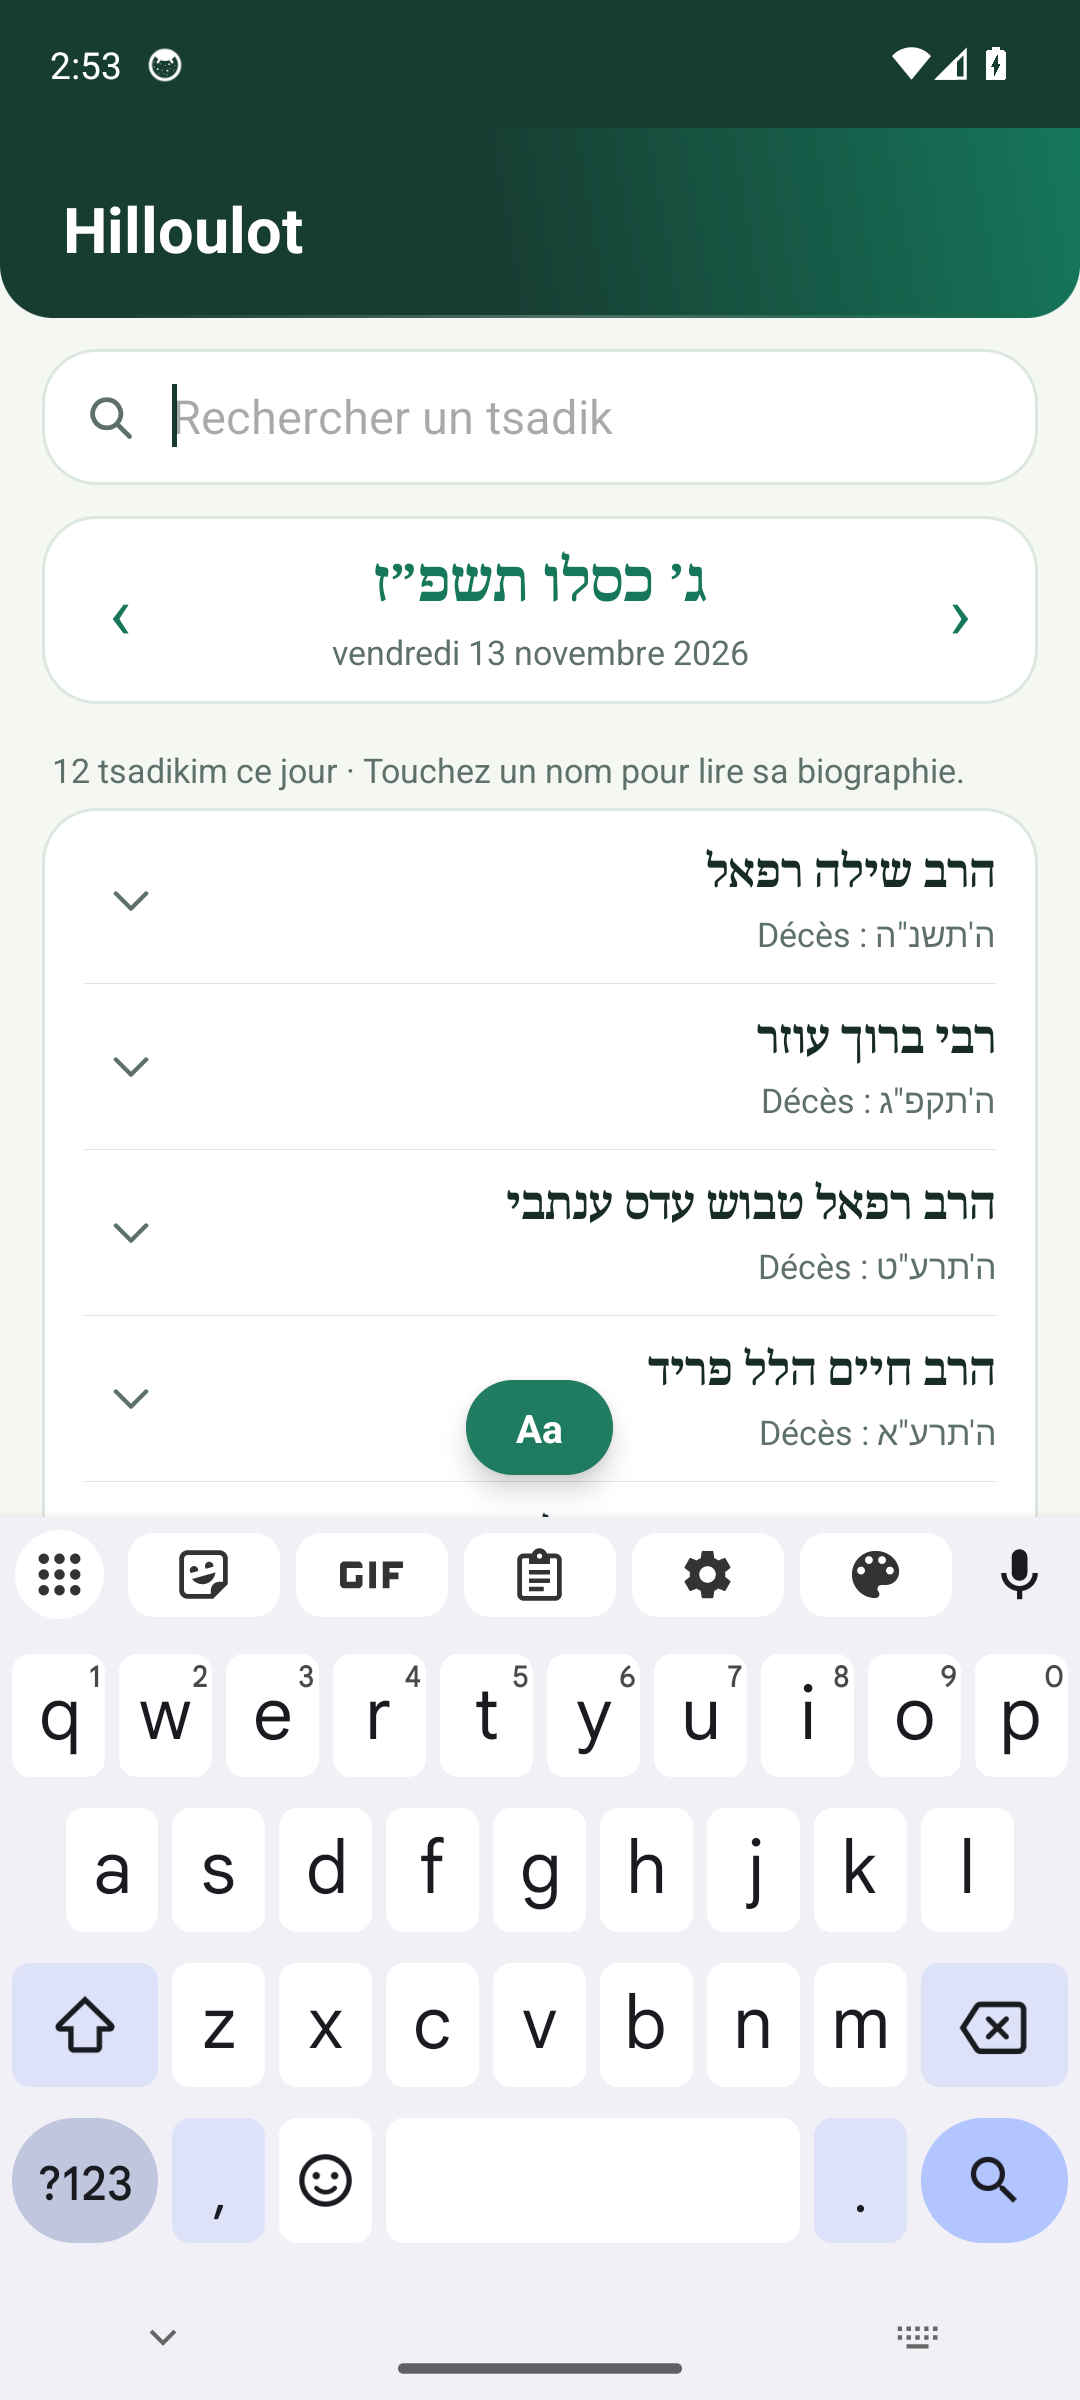 2:53
Hilloulot
Rechercher un tsadik
ג׳ כסלו תשפ״ז
vendredi 13 novembre 2026
12 tsadikim ce jour · Touchez un nom pour lire sa biographie.
הרב שילה רפאל
Décès : ה'תשנ"ה
רבי ברוך עוזר
Décès : ה'תקפ"ג
הרב רפאל טבוש עדס ענתבי
Décès : ה'תרע"ט
הרב חיים הלל פריד
Décès : ה'תרע"א
Aa
GIF
1 2 3 4 5 6 7 8 9 0
q w e r t y u i o p
a s d f g h j k l
z x c v b n m
?123 , .